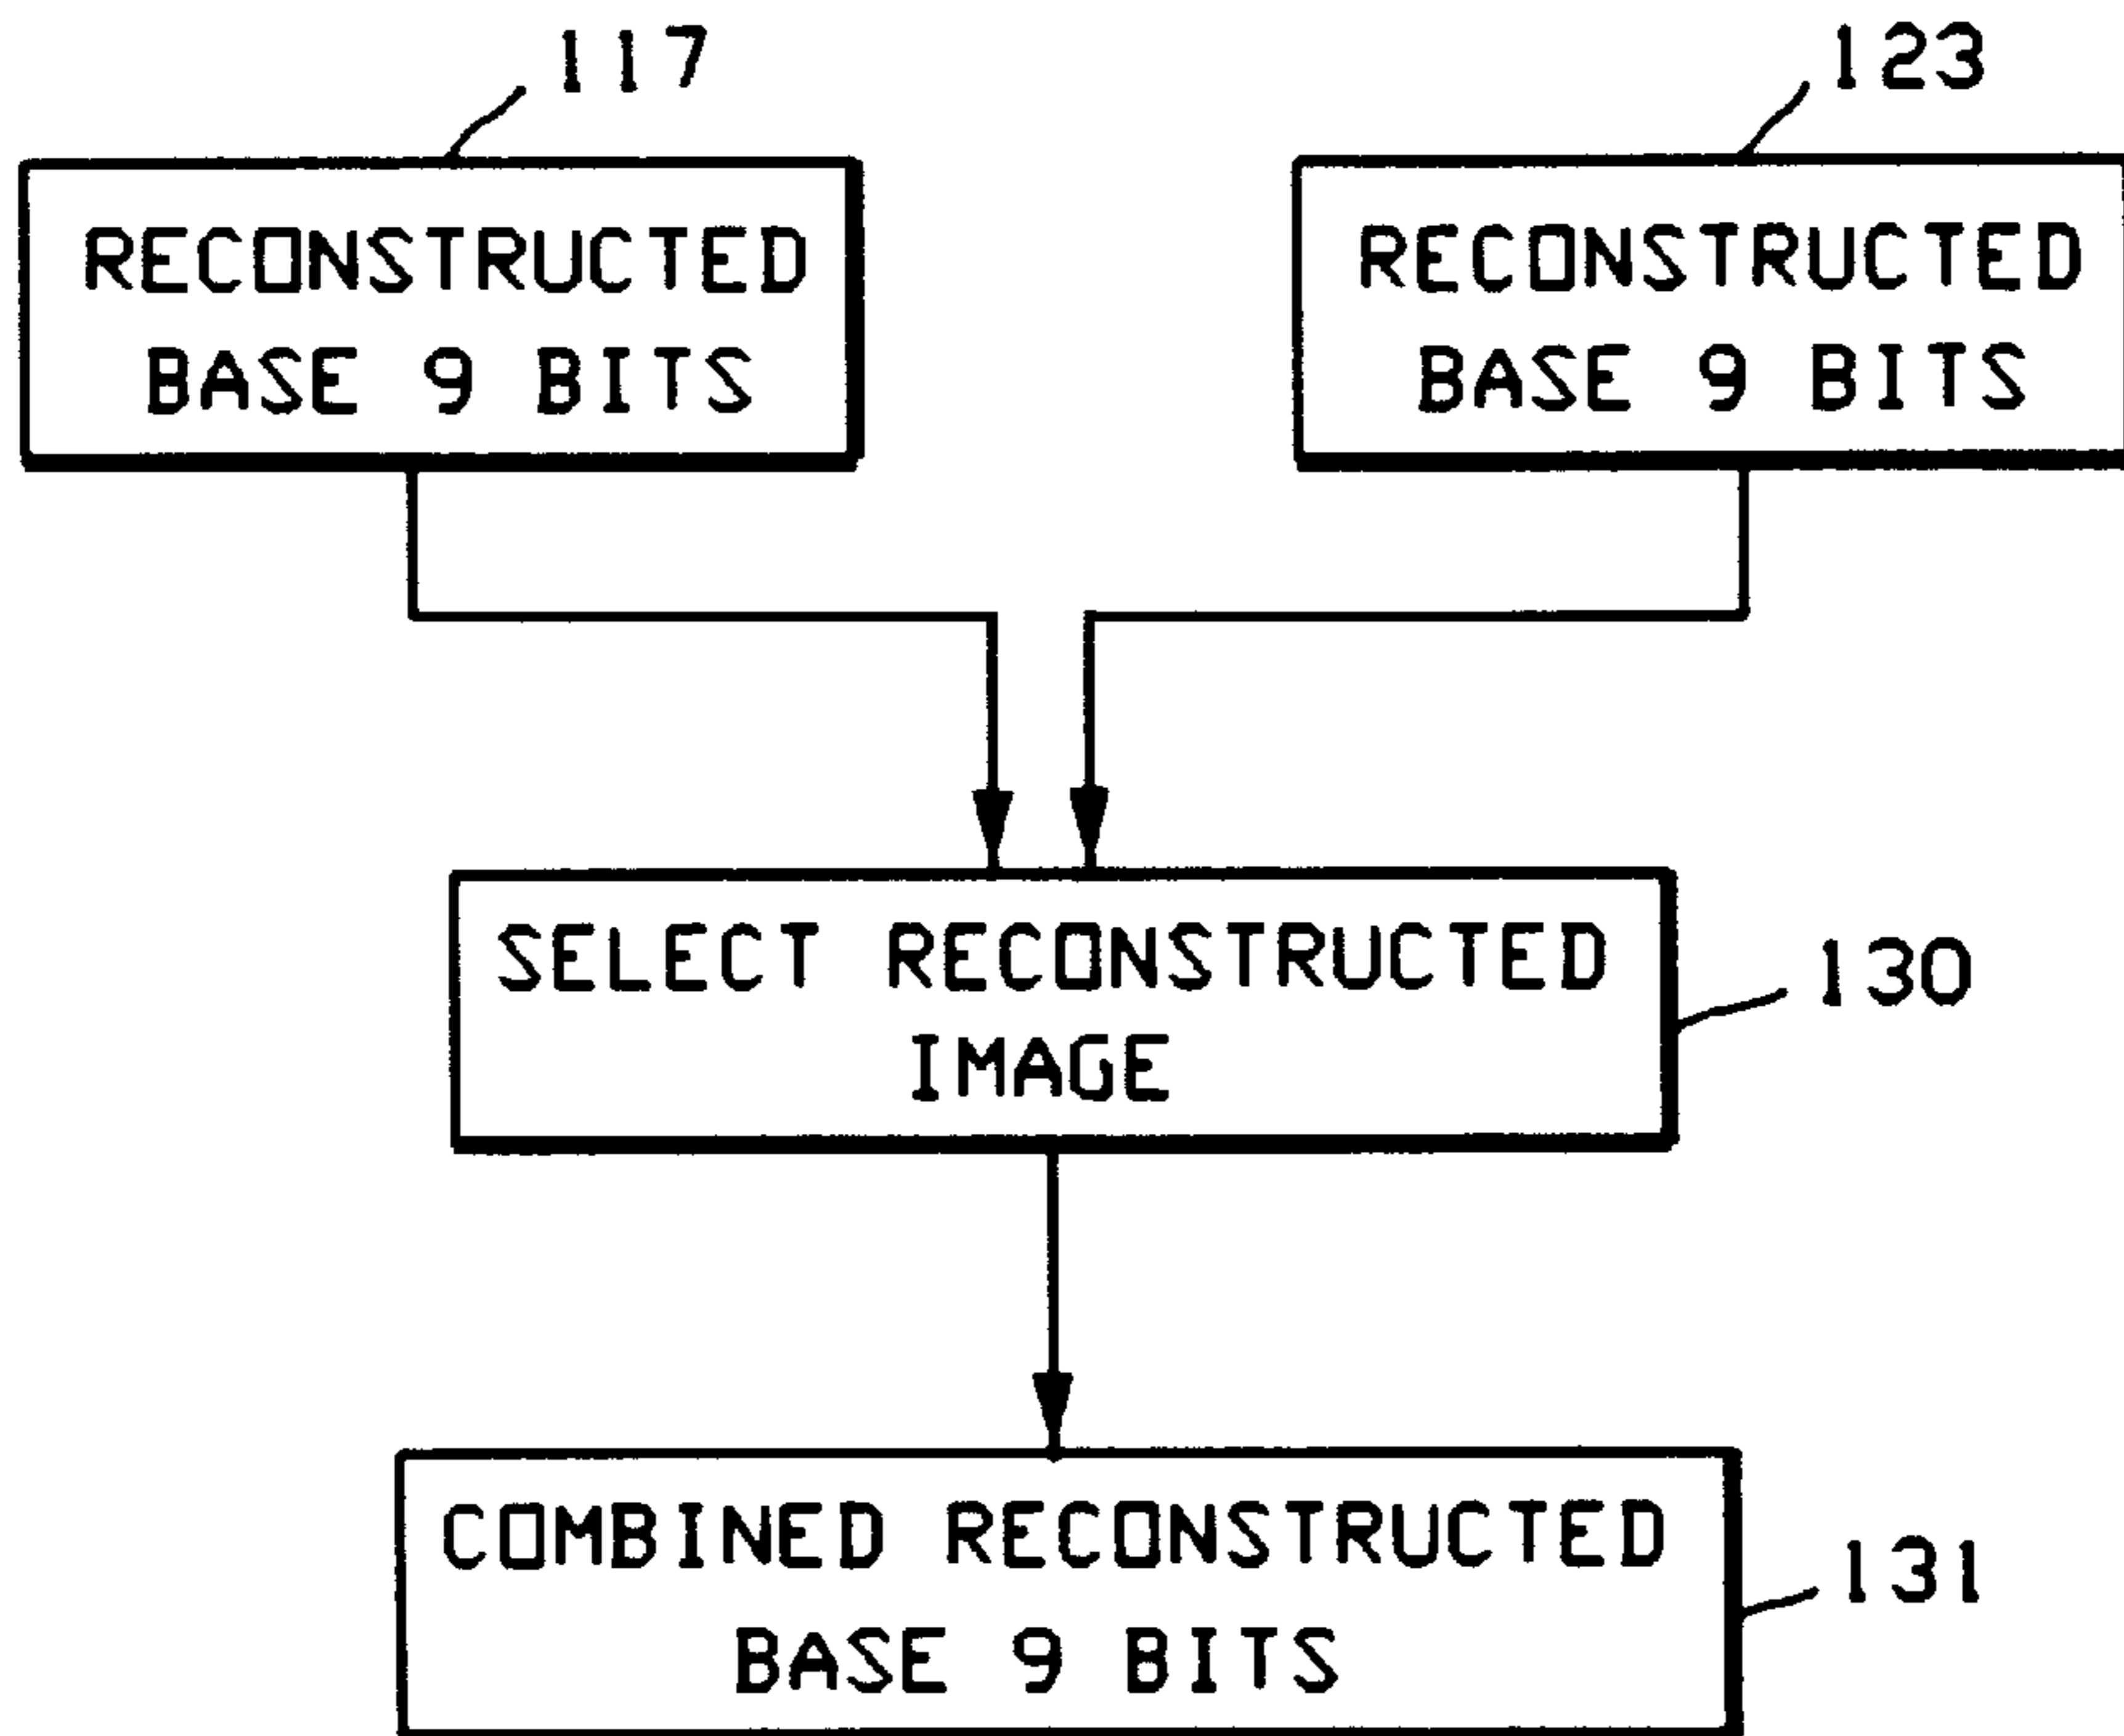 117
123
RECONSTRUCTED
BASE 9 BITS
RECONSTRUCTED
BASE 9 BITS
SELECT RECONSTRUCTED
IMAGE
130
COMBINED RECONSTRUCTED
BASE 9 BITS
131